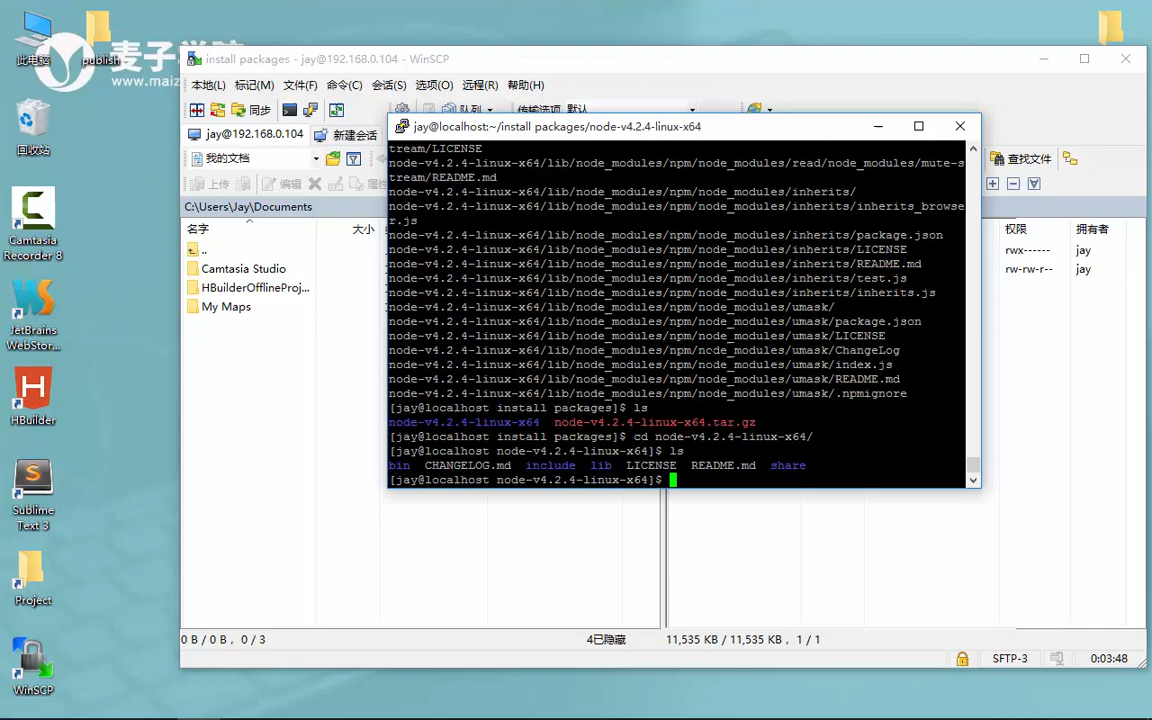 此电脑
publish
麦子学院
www.maiz
回收站
Camtasia
Recorder 8
JetBrains
WebStor...
HBuilder
Sublime
Text 3
Project
WinSCP
install packages - jay@192.168.0.104 - WinSCP
本地(L) 标记(M) 文件(F) 命令(C) 会话(S) 选项(O) 远程(R) 帮助(H)
同步 队列 传输选项 默认
jay@192.168.0.104 新建会话
我的文档 查找文件
上传 编辑 属性
C:\Users\Jay\Documents
名字 大小 权限 拥有者
.. rwx------ jay
Camtasia Studio rw-rw-r-- jay
HBuilderOfflineProj...
My Maps
jay@localhost:~/install packages/node-v4.2.4-linux-x64
tream/LICENSE
node-v4.2.4-linux-x64/lib/node_modules/npm/node_modules/read/node_modules/mute-s
tream/README.md
node-v4.2.4-linux-x64/lib/node_modules/npm/node_modules/inherits/
node-v4.2.4-linux-x64/lib/node_modules/npm/node_modules/inherits/inherits_browse
r.js
node-v4.2.4-linux-x64/lib/node_modules/npm/node_modules/inherits/package.json
node-v4.2.4-linux-x64/lib/node_modules/npm/node_modules/inherits/LICENSE
node-v4.2.4-linux-x64/lib/node_modules/npm/node_modules/inherits/README.md
node-v4.2.4-linux-x64/lib/node_modules/npm/node_modules/inherits/test.js
node-v4.2.4-linux-x64/lib/node_modules/npm/node_modules/inherits/inherits.js
node-v4.2.4-linux-x64/lib/node_modules/npm/node_modules/umask/
node-v4.2.4-linux-x64/lib/node_modules/npm/node_modules/umask/package.json
node-v4.2.4-linux-x64/lib/node_modules/npm/node_modules/umask/LICENSE
node-v4.2.4-linux-x64/lib/node_modules/npm/node_modules/umask/ChangeLog
node-v4.2.4-linux-x64/lib/node_modules/npm/node_modules/umask/index.js
node-v4.2.4-linux-x64/lib/node_modules/npm/node_modules/umask/README.md
node-v4.2.4-linux-x64/lib/node_modules/npm/node_modules/umask/.npmignore
[jay@localhost install packages]$ ls
node-v4.2.4-linux-x64 node-v4.2.4-linux-x64.tar.gz
[jay@localhost install packages]$ cd node-v4.2.4-linux-x64/
[jay@localhost node-v4.2.4-linux-x64]$ ls
bin CHANGELOG.md include lib LICENSE README.md share
[jay@localhost node-v4.2.4-linux-x64]$
0 B / 0 B , 0 / 3 4已隐藏 11,535 KB / 11,535 KB , 1 / 1
SFTP-3 0:03:48